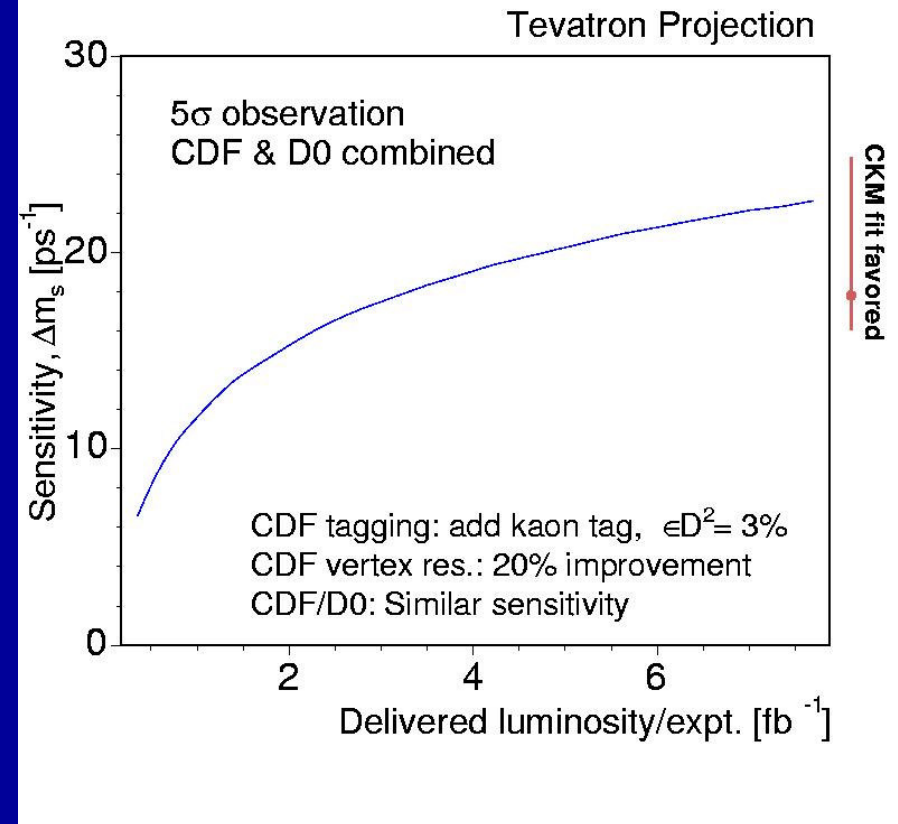 Tevatron Projection
30
20
10
0
Sensitivity, Δmₛ [ps⁻¹]
5σ observation
CDF & D0 combined
CDF tagging: add kaon tag, ϵD²= 3%
CDF vertex res.: 20% improvement
CDF/D0: Similar sensitivity
2 4 6
Delivered luminosity/expt. [fb ⁻¹]
CKM fit favored